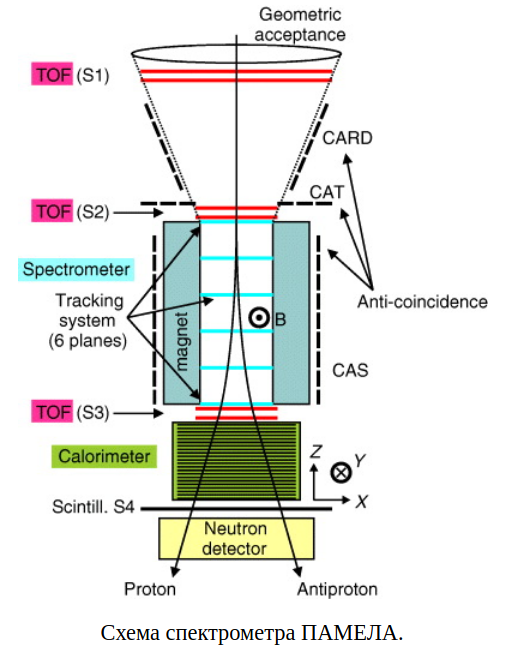 Geometric
acceptance
TOF (S1)
CARD
CAT
TOF (S2)
Spectrometer
Anti-coincidence
Tracking
system
(6 planes)
B
magnet
CAS
TOF (S3)
Calorimeter
Z
Y
X
Scintill. S4
Neutron
detector
Proton
Antiproton
Схема спектрометра ПАМЕЛА.